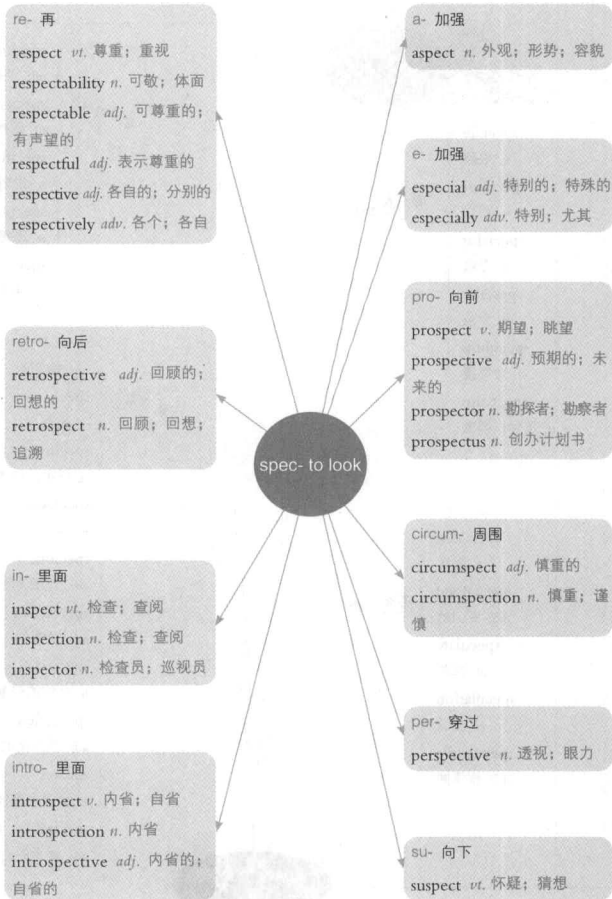 re- 再
respect vt. 尊重；重视
respectability n. 可敬；体面
respectable adj. 可尊重的；
有声望的
respectful adj. 表示尊重的
respective adj. 各自的；分别的
respectively adv. 各个；各自
retro- 向后
retrospective adj. 回顾的；
回想的
retrospect n. 回顾；回想；
追溯
in- 里面
inspect vt. 检查；查阅
inspection n. 检查；查阅
inspector n. 检查员；巡视员
intro- 里面
introspect v. 内省；自省
introspection n. 内省
introspective adj. 内省的；
自省的
spec- to look
a- 加强
aspect n. 外观；形势；容貌
e- 加强
especial adj. 特别的；特殊的
especially adv. 特别；尤其
pro- 向前
prospect v. 期望；眺望
prospective adj. 预期的；未
来的
prospector n. 勘探者；勘察者
prospectus n. 创办计划书
circum- 周围
circumspect adj. 慎重的
circumspection n. 慎重；谨
慎
per- 穿过
perspective n. 透视；眼力
su- 向下
suspect vt. 怀疑；猜想